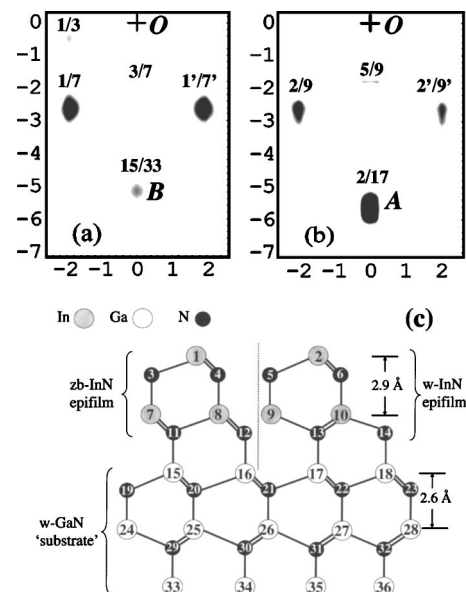 1/3 O
3/7
1/7 1'/7'
15/33
B
(a)
-0
-1
-2
-3
-4
-5
-6
-7
-2 -1 0 1 2
O
5/9
2/9 2'/9'
2/17
A
(b)
-0
-1
-2
-3
-4
-5
-6
-7
-2 -1 0 1 2
In Ga N (c)
1 2
zb-InN
epifilm
3 4 5 6
2.9 Å
w-InN
epifilm
7 8 9 10
11 12 13 14
w-GaN
'substrate'
15 16 17 18
19 20 21 22 23
2.6 Å
24 25 26 27 28
29 30 31 32
33 34 35 36